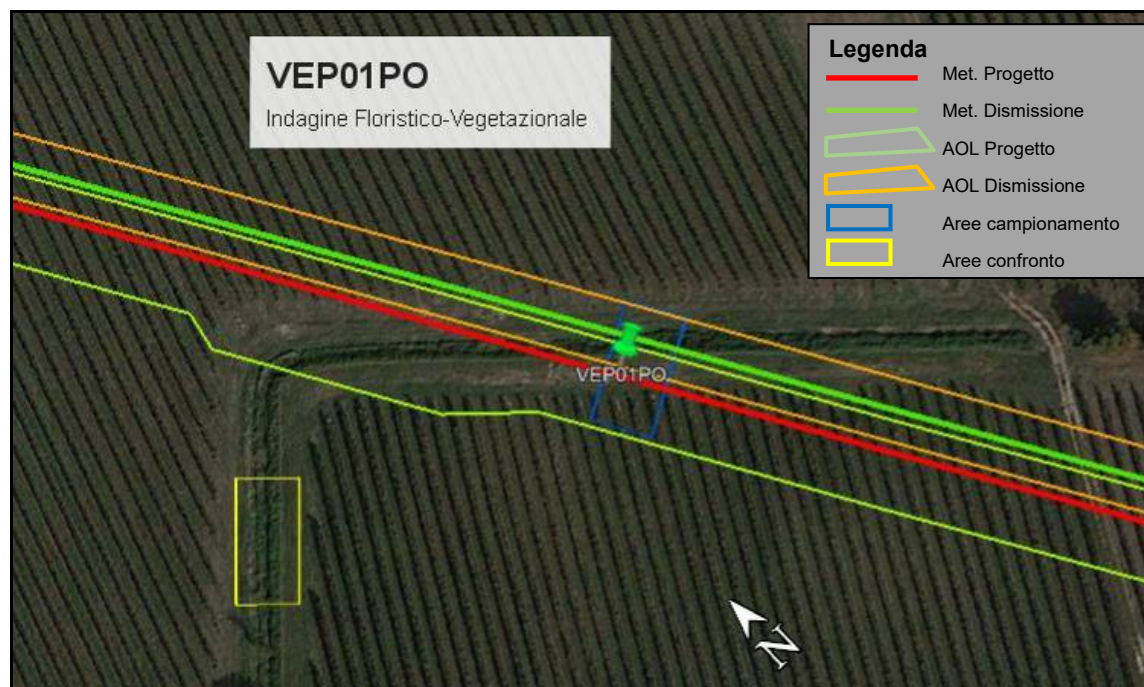 VEP01PO
Indagine Floristico-Vegetazionale
Legenda
Met. Progetto
Met. Dismissione
AOL Progetto
AOL Dismissione
Aree campionamento
Aree confronto
VEP01PO
N